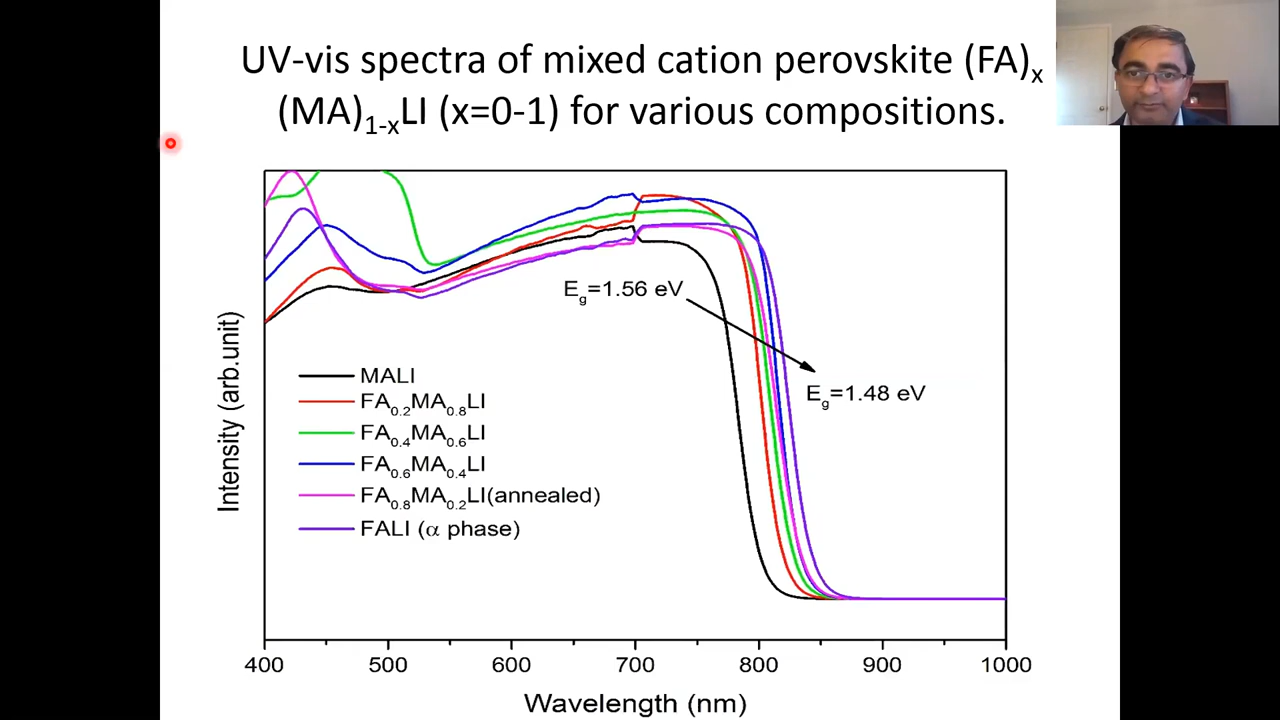 UV-vis spectra of mixed cation perovskite (FA)ₓ
(MA)₁₋ₓLI (x=0-1) for various compositions.
E_g=1.56 eV
E_g=1.48 eV
MALI
FA₀.₂MA₀.₈LI
FA₀.₄MA₀.₆LI
FA₀.₆MA₀.₄LI
FA₀.₈MA₀.₂LI(annealed)
FALI (α phase)
Intensity (arb.unit)
400 500 600 700 800 900 1000
Wavelength (nm)